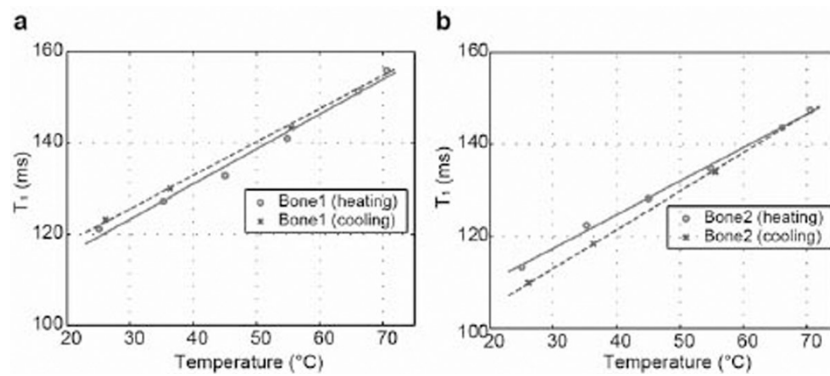 a
160
140
120
100
20 30 40 50 60 70
T₁ (ms)
Temperature (°C)
Bone1 (heating)
Bone1 (cooling)
b
160
140
120
100
20 30 40 50 60 70
T₁ (ms)
Temperature (°C)
Bone2 (heating)
Bone2 (cooling)